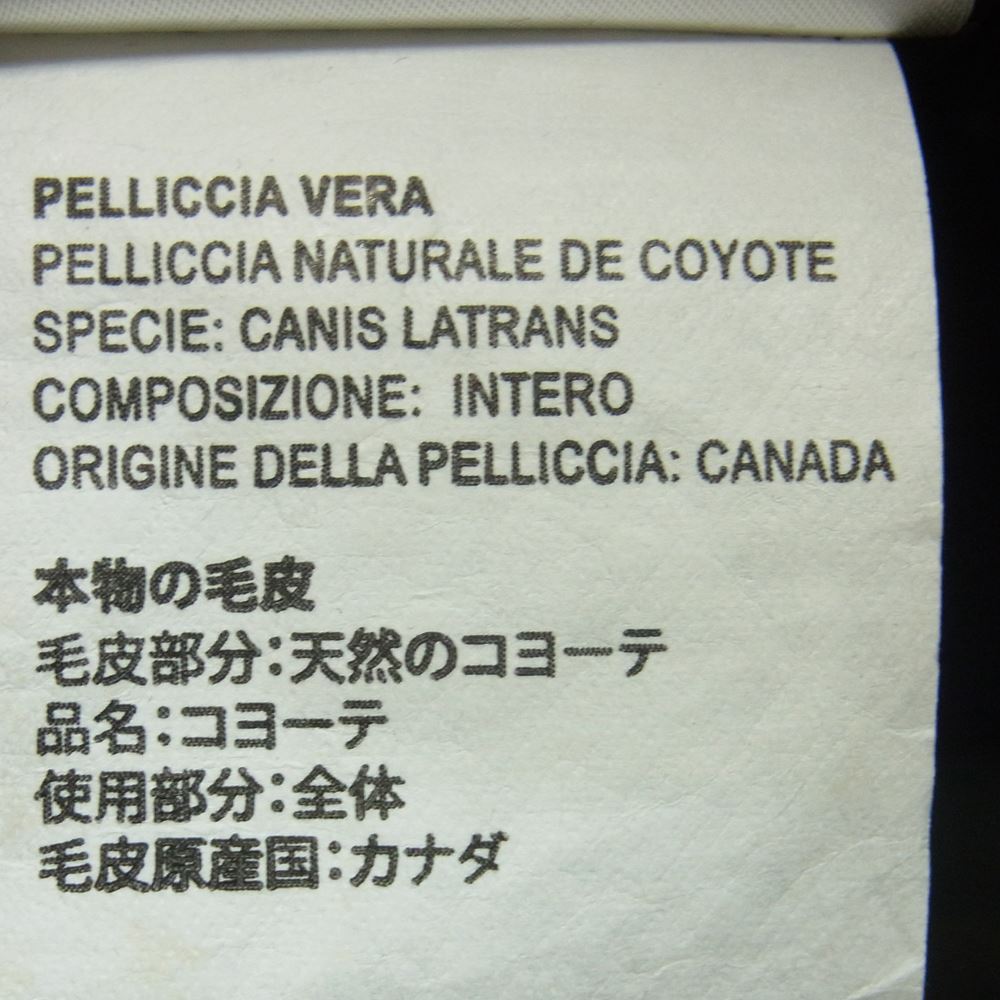 PELLICCIA VERA
PELLICCIA NATURALE DE COYOTE
SPECIE: CANIS LATRANS
COMPOSIZIONE: INTERO
ORIGINE DELLA PELLICCIA: CANADA
本物の毛皮
毛皮部分：天然のコヨーテ
品名：コヨーテ
使用部分：全体
毛皮原産国：カナダ